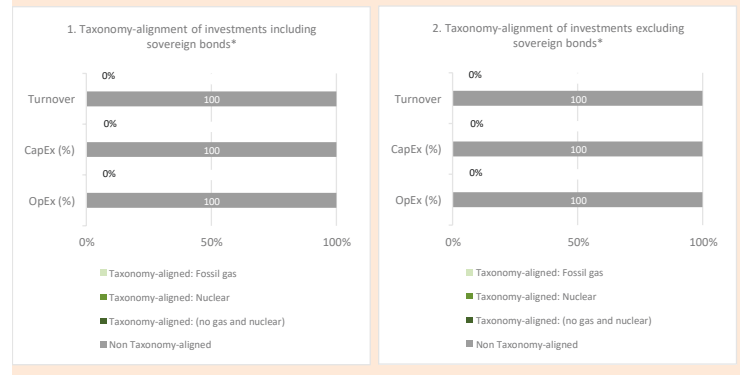 1. Taxonomy-alignment of investments including
sovereign bonds*
0%
Turnover
100
0%
CapEx (%)
100
0%
OpEx (%)
100
0%
50%
100%
Taxonomy-aligned: Fossil gas
Taxonomy-aligned: Nuclear
Taxonomy-aligned: (no gas and nuclear)
Non Taxonomy-aligned
2. Taxonomy-alignment of investments excluding
sovereign bonds*
0%
Turnover
100
0%
CapEx (%)
100
0%
OpEx (%)
100
0%
50%
100%
Taxonomy-aligned: Fossil gas
Taxonomy-aligned: Nuclear
Taxonomy-aligned: (no gas and nuclear)
Non Taxonomy-aligned